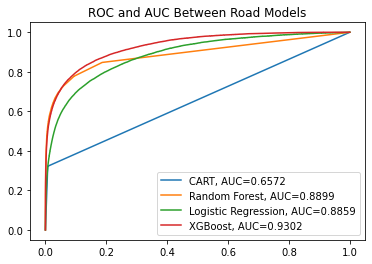 ROC and AUC Between Road Models
1.0
0.8
0.6
0.4
0.2
0.0
CART, AUC=0.6572
Random Forest, AUC=0.8899
Logistic Regression, AUC=0.8859
XGBoost, AUC=0.9302
0.0 0.2 0.4 0.6 0.8 1.0